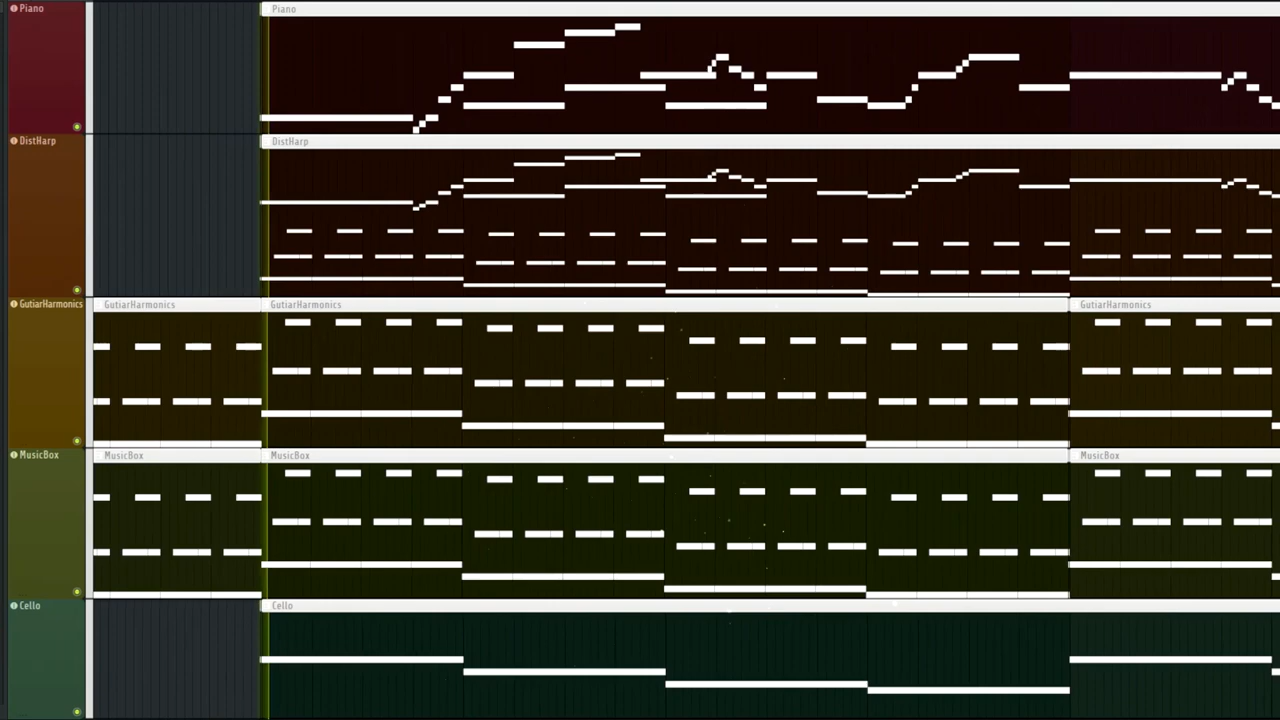 Piano Piano
DistHarp DistHarp
GutiarHarmonics GutiarHarmonics GutiarHarmonics GutiarHarmonics
MusicBox MusicBox MusicBox MusicBox
Cello Cello